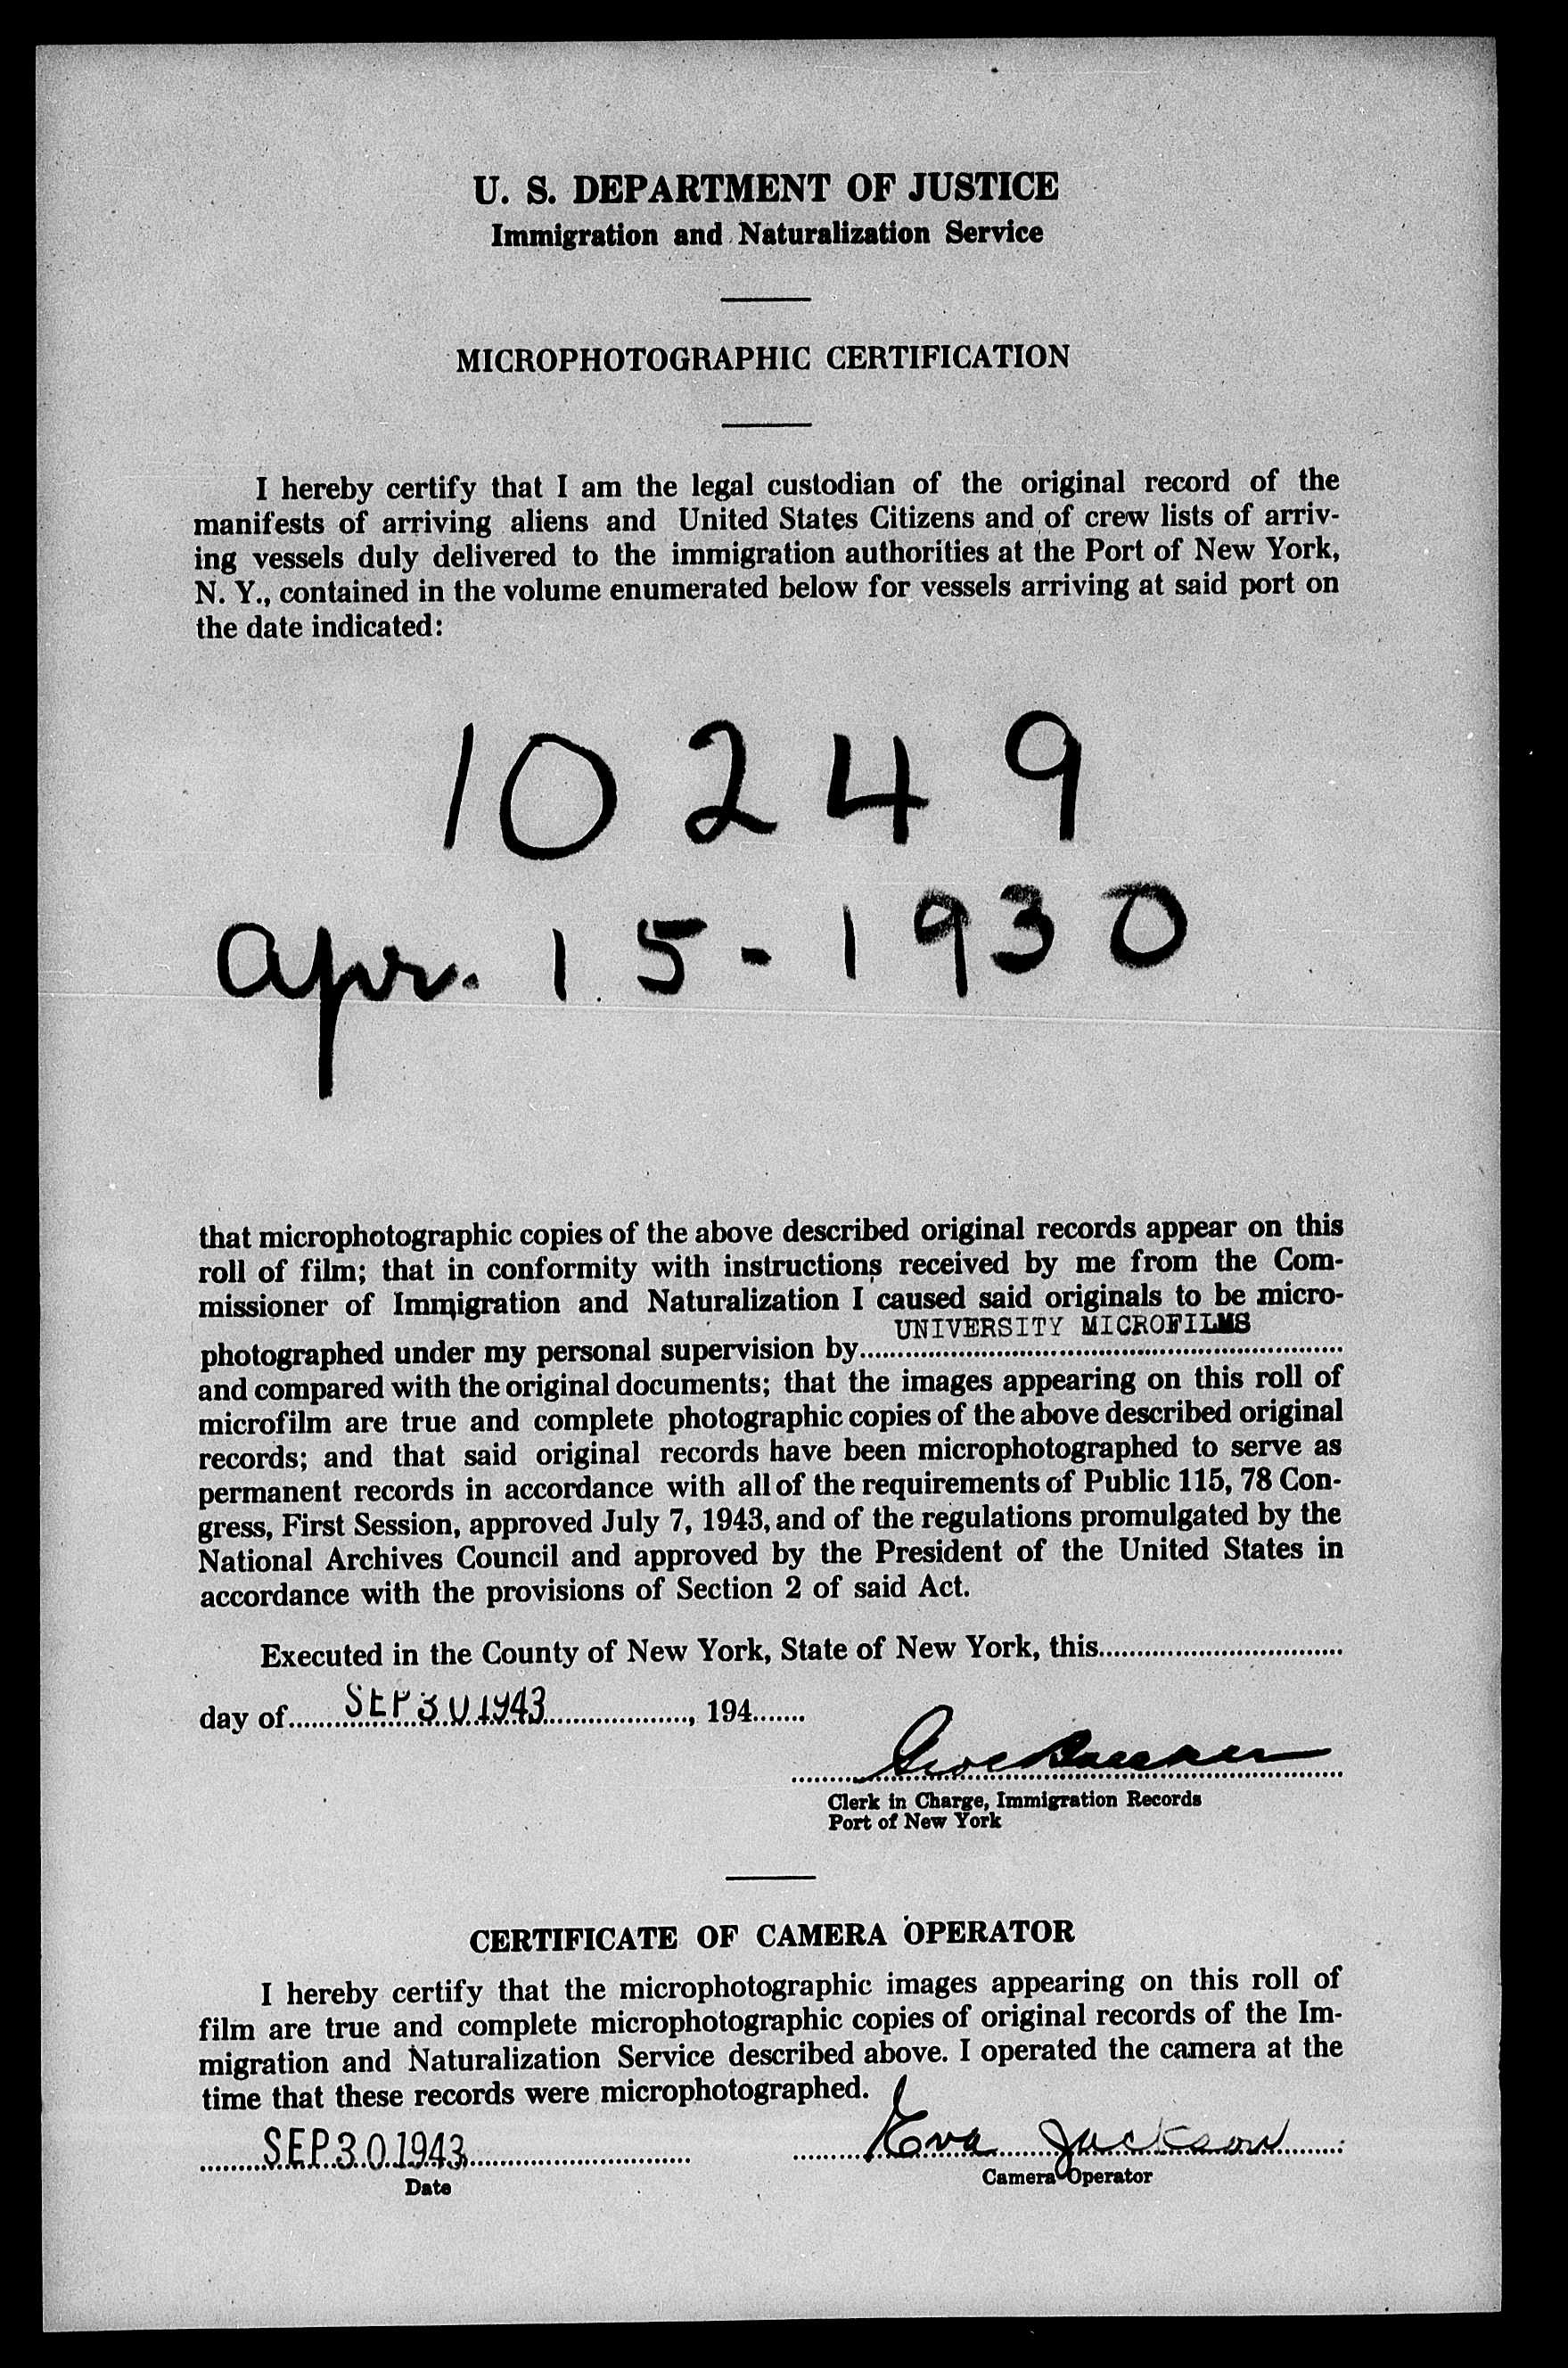 U. S. DEPARTMENT OF JUSTICE
Immigration and Naturalization Service
MICROPHOTOGRAPHIC CERTIFICATION
I hereby certify that I am the legal custodian of the original record of the
manifests of arriving aliens and United States Citizens and of crew lists of arriv-
ing vessels duly delivered to the immigration authorities at the Port of New York,
N. Y., contained in the volume enumerated below for vessels arriving at said port on
the date indicated:
10249
Apr. 15-1930
that microphotographic copies of the above described original records appear on this
roll of film; that in conformity with instructions received by me from the Com-
missioner of Immigration and Naturalization I caused said originals to be micro-
UNIVERSITY MICROFILMS
photographed under my personal supervision by
and compared with the original documents; that the images appearing on this roll of
microfilm are true and complete photographic copies of the above described original
records; and that said original records have been microphotographed to serve as
permanent records in accordance with all of the requirements of Public 115, 78 Con-
gress, First Session, approved July 7, 1943, and of the regulations promulgated by the
National Archives Council and approved by the President of the United States in
accordance with the provisions of Section 2 of said Act.
Executed in the County of New York, State of New York, this
day of SEP 30 1943, 194
Clerk in Charge, Immigration Records
Port of New York
CERTIFICATE OF CAMERA OPERATOR
I hereby certify that the microphotographic images appearing on this roll of
film are true and complete microphotographic copies of original records of the Im-
migration and Naturalization Service described above. I operated the camera at the
time that these records were microphotographed.
SEP 30 1943 Eva Jackson
Date Camera Operator